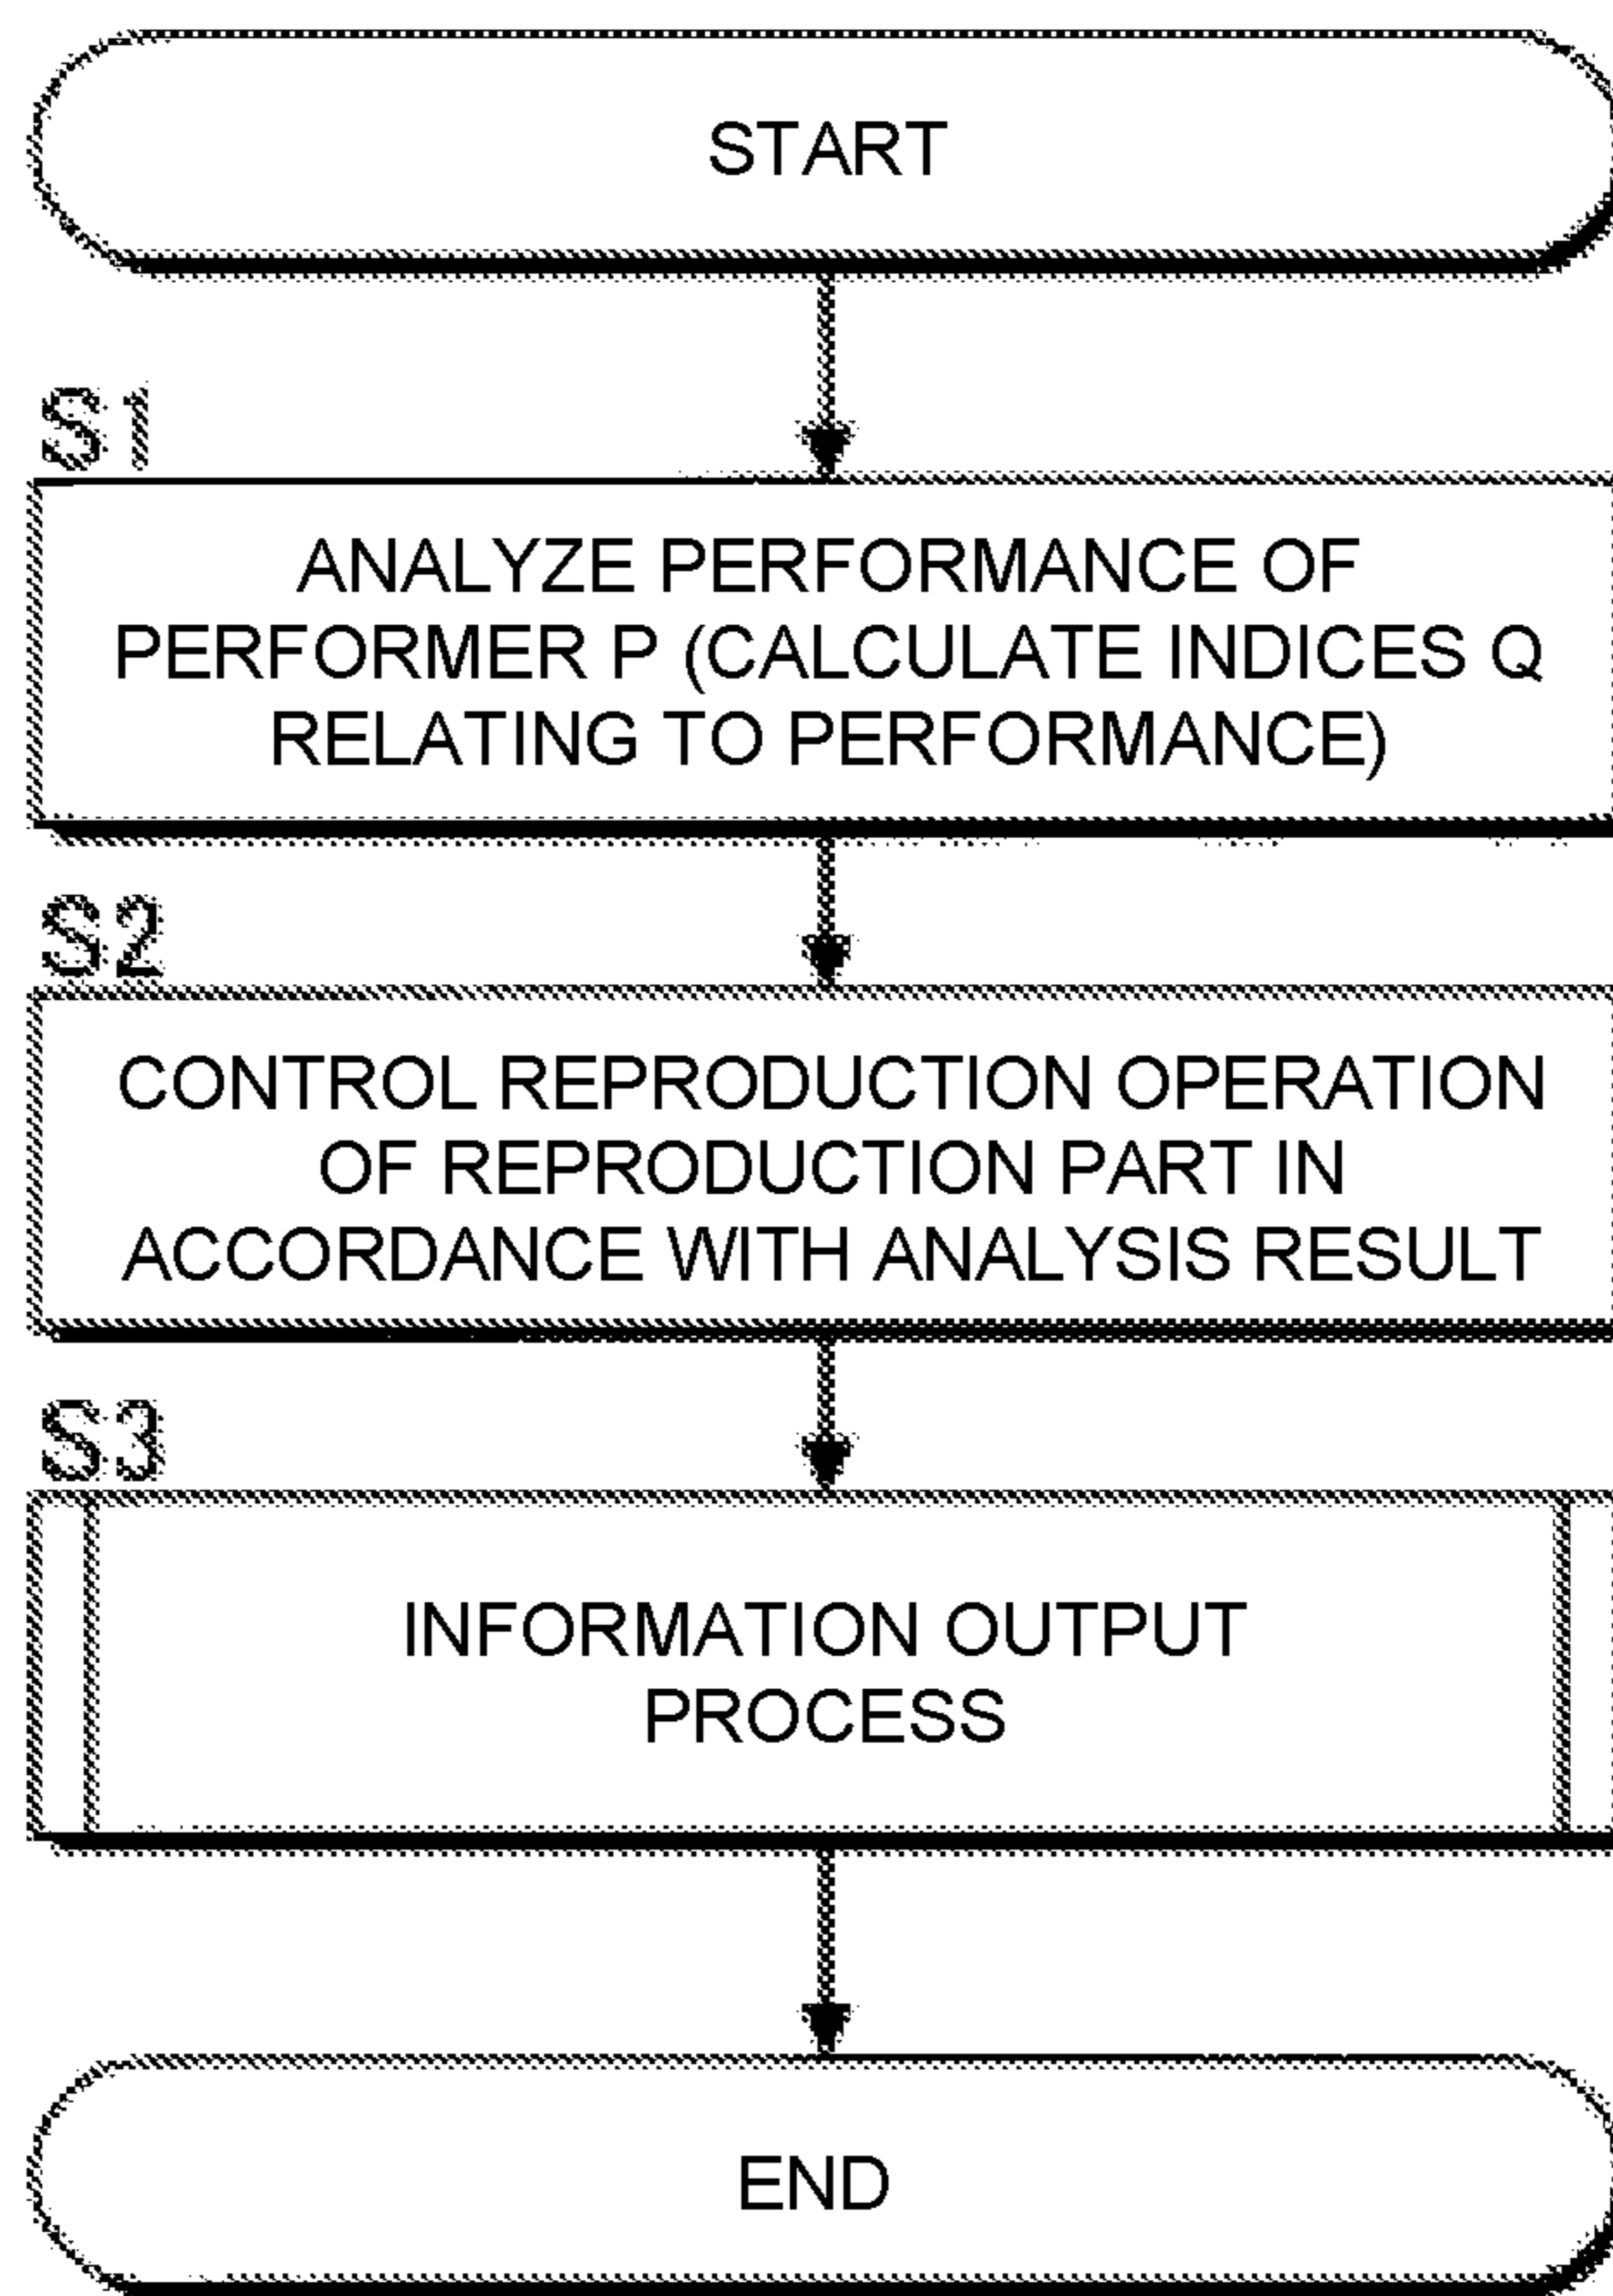 START
S1
ANALYZE PERFORMANCE OF
PERFORMER P (CALCULATE INDICES Q
RELATING TO PERFORMANCE)
S2
CONTROL REPRODUCTION OPERATION
OF REPRODUCTION PART IN
ACCORDANCE WITH ANALYSIS RESULT
S3
INFORMATION OUTPUT
PROCESS
END